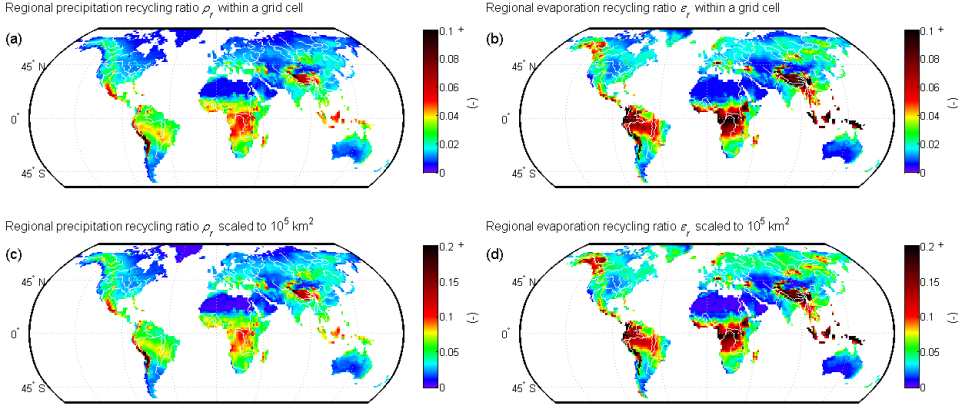 Regional precipitation recycling ratio ρr within a grid cell
(a)
45° N
0°
45° S
0.1 +
0.08
0.06
0.04
0.02
0
(-)
Regional evaporation recycling ratio εr within a grid cell
(b)
45° N
0°
45° S
0.1 +
0.08
0.06
0.04
0.02
0
(-)
Regional precipitation recycling ratio ρr scaled to 10⁵ km²
(c)
45° N
0°
45° S
0.2 +
0.15
0.1
0.05
0
(-)
Regional evaporation recycling ratio εr scaled to 10⁵ km²
(d)
45° N
0°
45° S
0.2 +
0.15
0.1
0.05
0
(-)